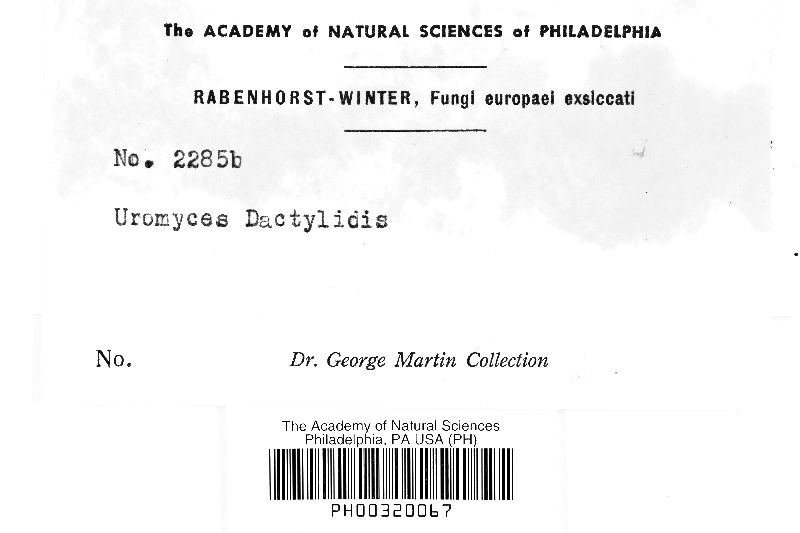 The ACADEMY of NATURAL SCIENCES of PHILADELPHIA
RABENHORST-WINTER, Fungi europaei exsiccati
No. 2285b
Uromyces Dactylidis
No. Dr. George Martin Collection
The Academy of Natural Sciences
Philadelphia, PA USA (PH)
PH00320067